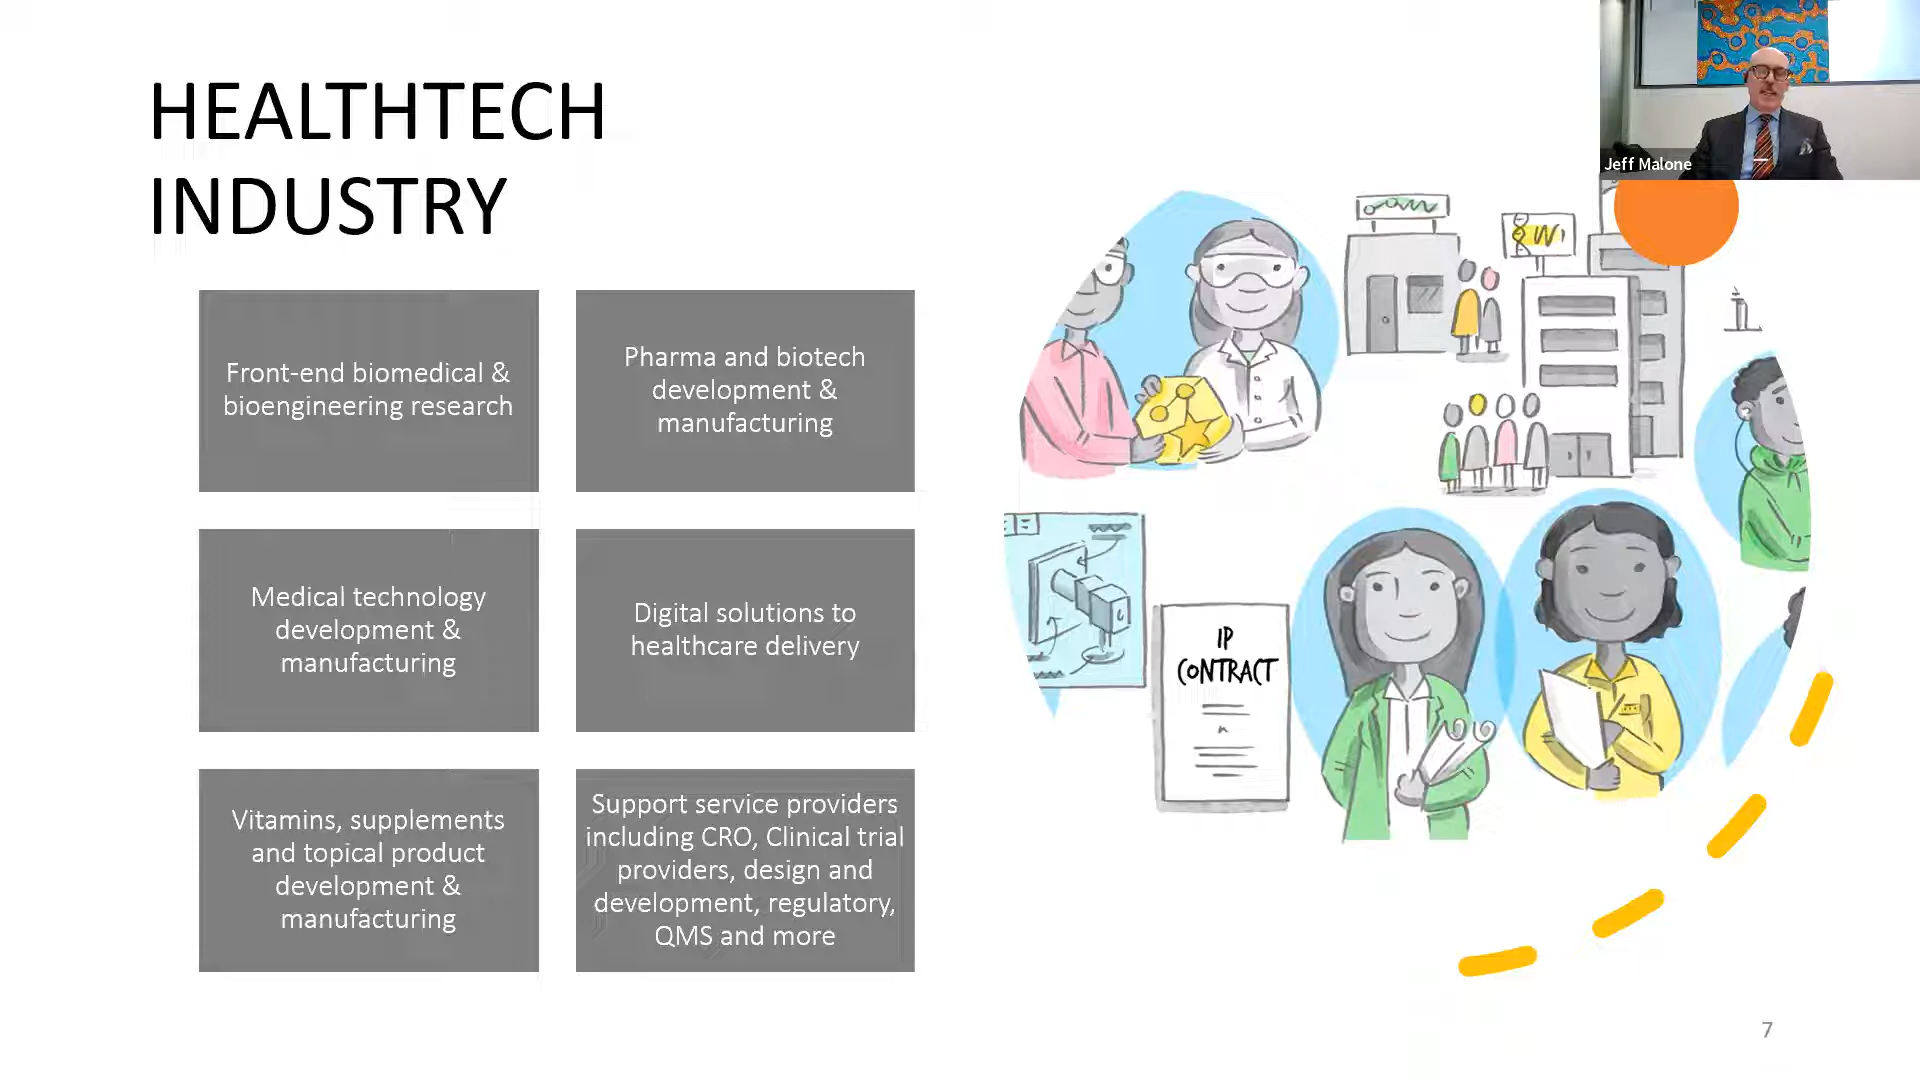 HEALTHTECH
INDUSTRY
Jeff Malone
Front-end biomedical &
bioengineering research
Pharma and biotech
development &
manufacturing
Medical technology
development &
manufacturing
Digital solutions to
healthcare delivery
Vitamins, supplements
and topical product
development &
manufacturing
Support service providers
including CRO, Clinical trial
providers, design and
development, regulatory,
QMS and more
IP
CONTRACT
7